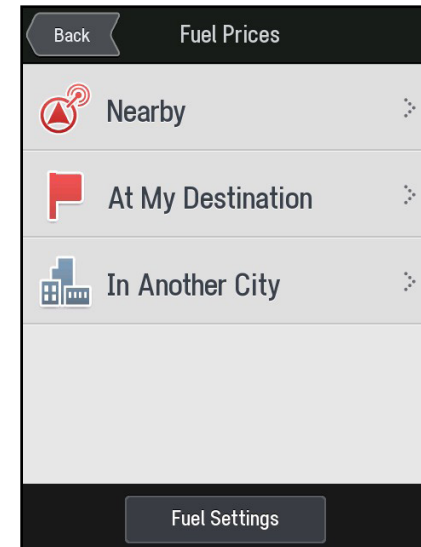 Back
Fuel Prices
Nearby
At My Destination
In Another City
Fuel Settings